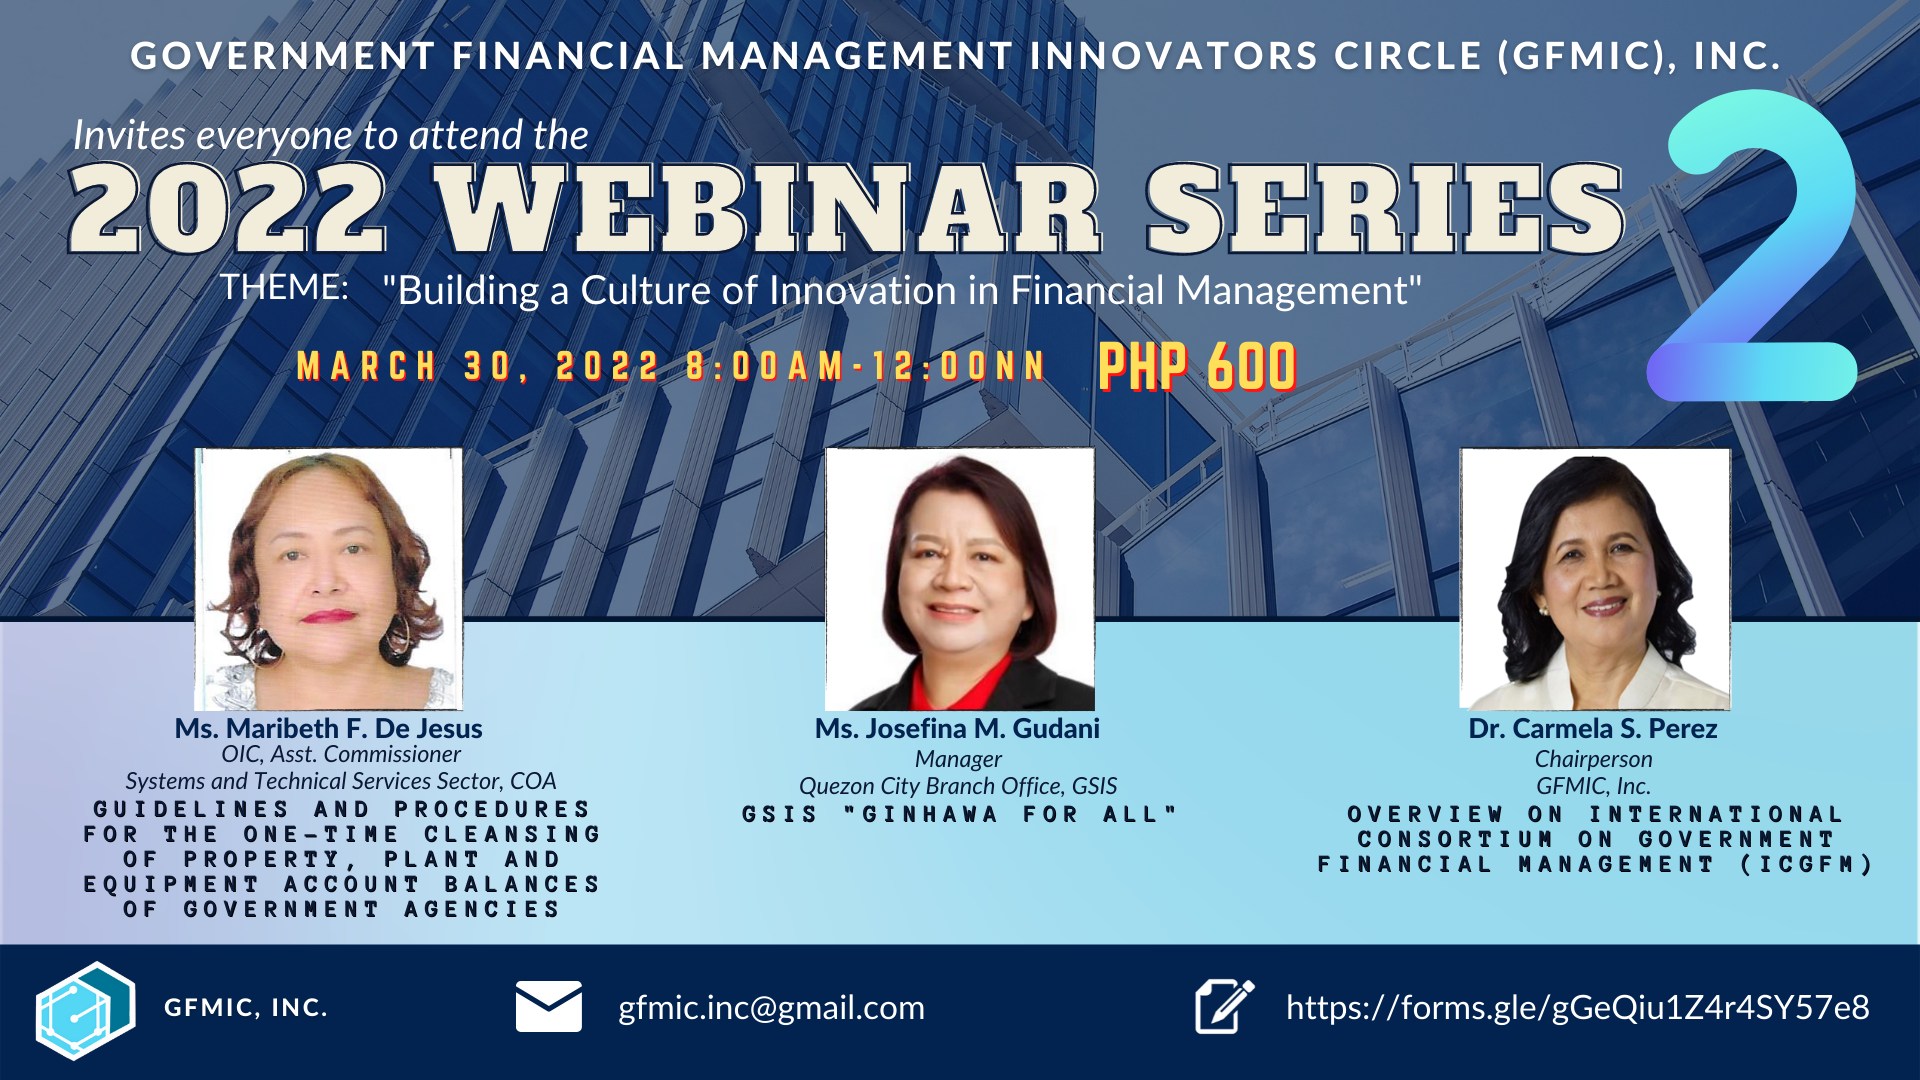 GOVERNMENT FINANCIAL MANAGEMENT INNOVATORS CIRCLE (GFMIC), INC.
Invites everyone to attend the
2022 WEBINAR SERIES 2
THEME: "Building a Culture of Innovation in Financial Management"
MARCH 30, 2022 8:00AM-12:00NN PHP 600
Ms. Maribeth F. De Jesus
OIC, Asst. Commissioner
Systems and Technical Services Sector, COA
GUIDELINES AND PROCEDURES
FOR THE ONE-TIME CLEANSING
OF PROPERTY, PLANT AND
EQUIPMENT ACCOUNT BALANCES
OF GOVERNMENT AGENCIES
Ms. Josefina M. Gudani
Manager
Quezon City Branch Office, GSIS
GSIS "GINHAWA FOR ALL"
Dr. Carmela S. Perez
Chairperson
GFMIC, Inc.
OVERVIEW ON INTERNATIONAL
CONSORTIUM ON GOVERNMENT
FINANCIAL MANAGEMENT (ICGFM)
GFMIC, INC.
gfmic.inc@gmail.com
https://forms.gle/gGeQiu1Z4r4SY57e8